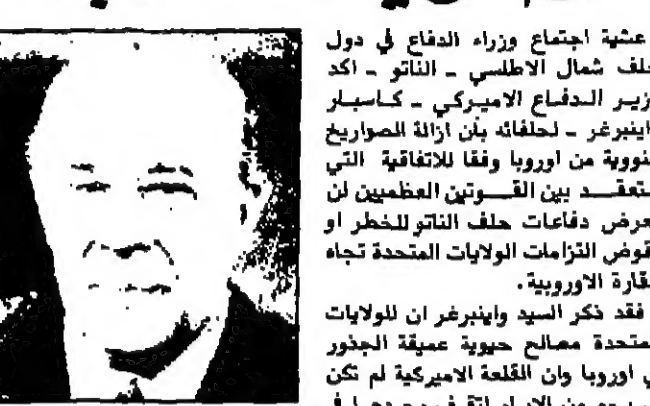 عشية اجتماع وزراء الدفاع في دول
حلف شمال الاطلسي - الناتو - اكد
وزير الدفاع الاميركي - كاسبار
واينبرغر - لحلفائه بأن ازالة الصواريخ
النووية من اوروبا وفقا للاتفاقية التي
ستعقد بين القوتين العظميين لن
تعرض دفاعات حلف الناتو للخطر او
تقوض التزامات الولايات المتحدة تجاه
القارة الاوروبية .
فقد ذكر السيد واينبرغر ان للولايات
المتحدة مصالح حيوية عميقة الجذور
في اوروبا وان القلعة الاميركية لم تكن